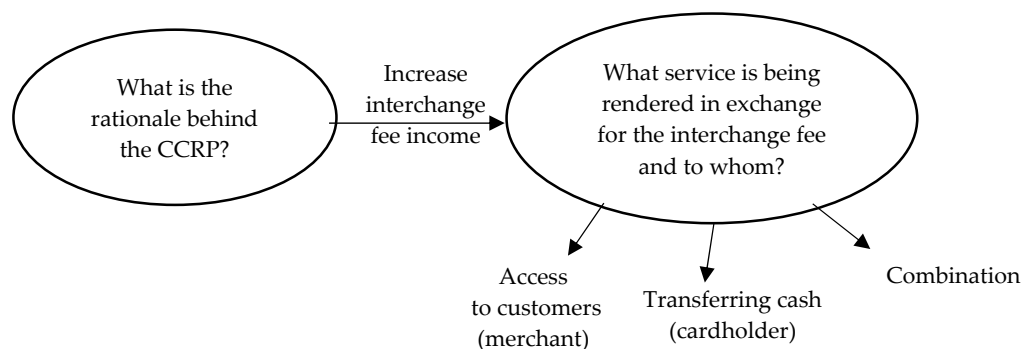 What is the
rationale behind
the CCRP?
Increase
interchange
fee income
What service is being
rendered in exchange
for the interchange fee
and to whom?
Access
to customers
(merchant)
Transferring cash
(cardholder)
Combination